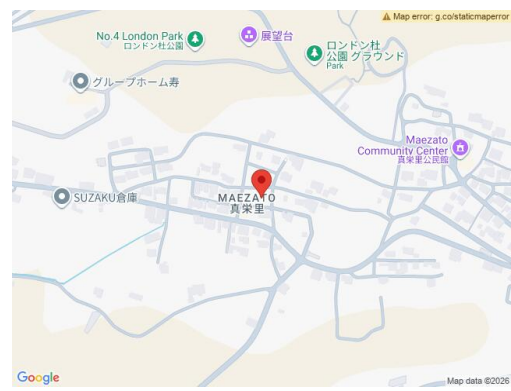 Map error: g.co/staticmaperror
No.4 London Park
ロンドン杜公園
展望台
ロンドン杜
公園 グラウンド
Park
グループホーム寿
Maezato
Community Center
真栄里公民館
SUZAKU倉庫
MAEZATO
真栄里
Google
Map data ©2026